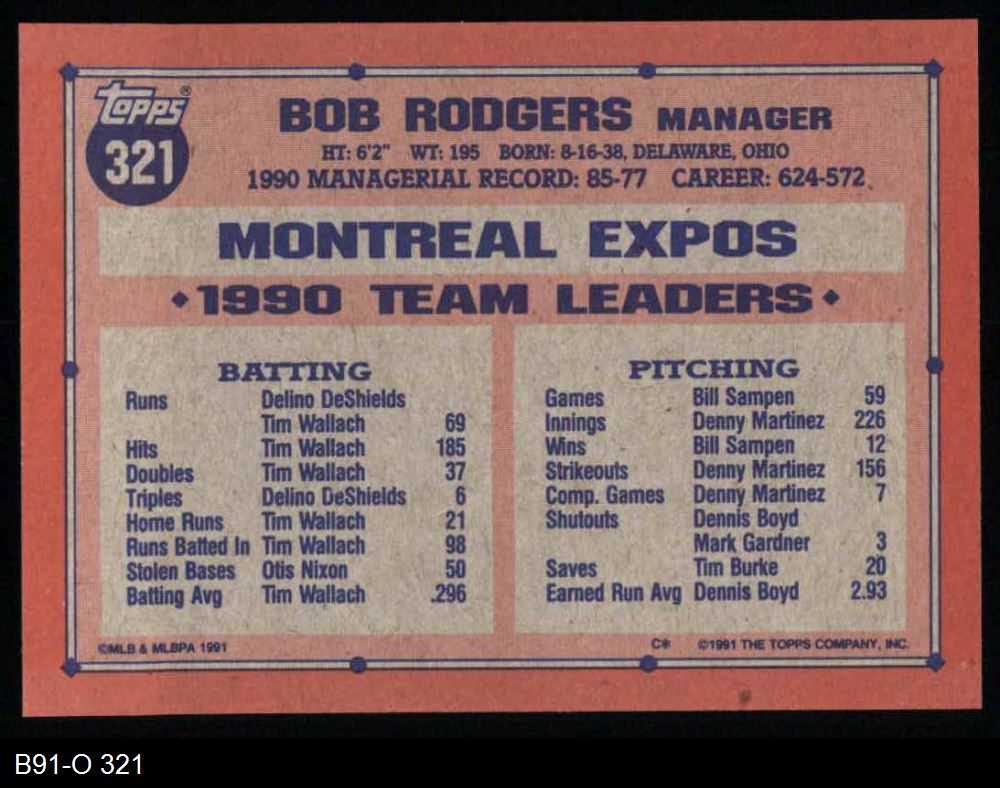 Topps®
321
BOB RODGERS MANAGER
HT: 6'2" WT: 195 BORN: 8-16-38, DELAWARE, OHIO
1990 MANAGERIAL RECORD: 85-77 CAREER: 624-572
MONTREAL EXPOS
• 1990 TEAM LEADERS •
BATTING
Runs Delino DeShields
Tim Wallach 69
Hits Tim Wallach 185
Doubles Tim Wallach 37
Triples Delino DeShields 6
Home Runs Tim Wallach 21
Runs Batted In Tim Wallach 98
Stolen Bases Otis Nixon 50
Batting Avg Tim Wallach .296
PITCHING
Games Bill Sampen 59
Innings Denny Martinez 226
Wins Bill Sampen 12
Strikeouts Denny Martinez 156
Comp. Games Denny Martinez 7
Shutouts Dennis Boyd
Mark Gardner 3
Saves Tim Burke 20
Earned Run Avg Dennis Boyd 2.93
©MLB & MLBPA 1991
C* ©1991 THE TOPPS COMPANY, INC.
B91-O 321